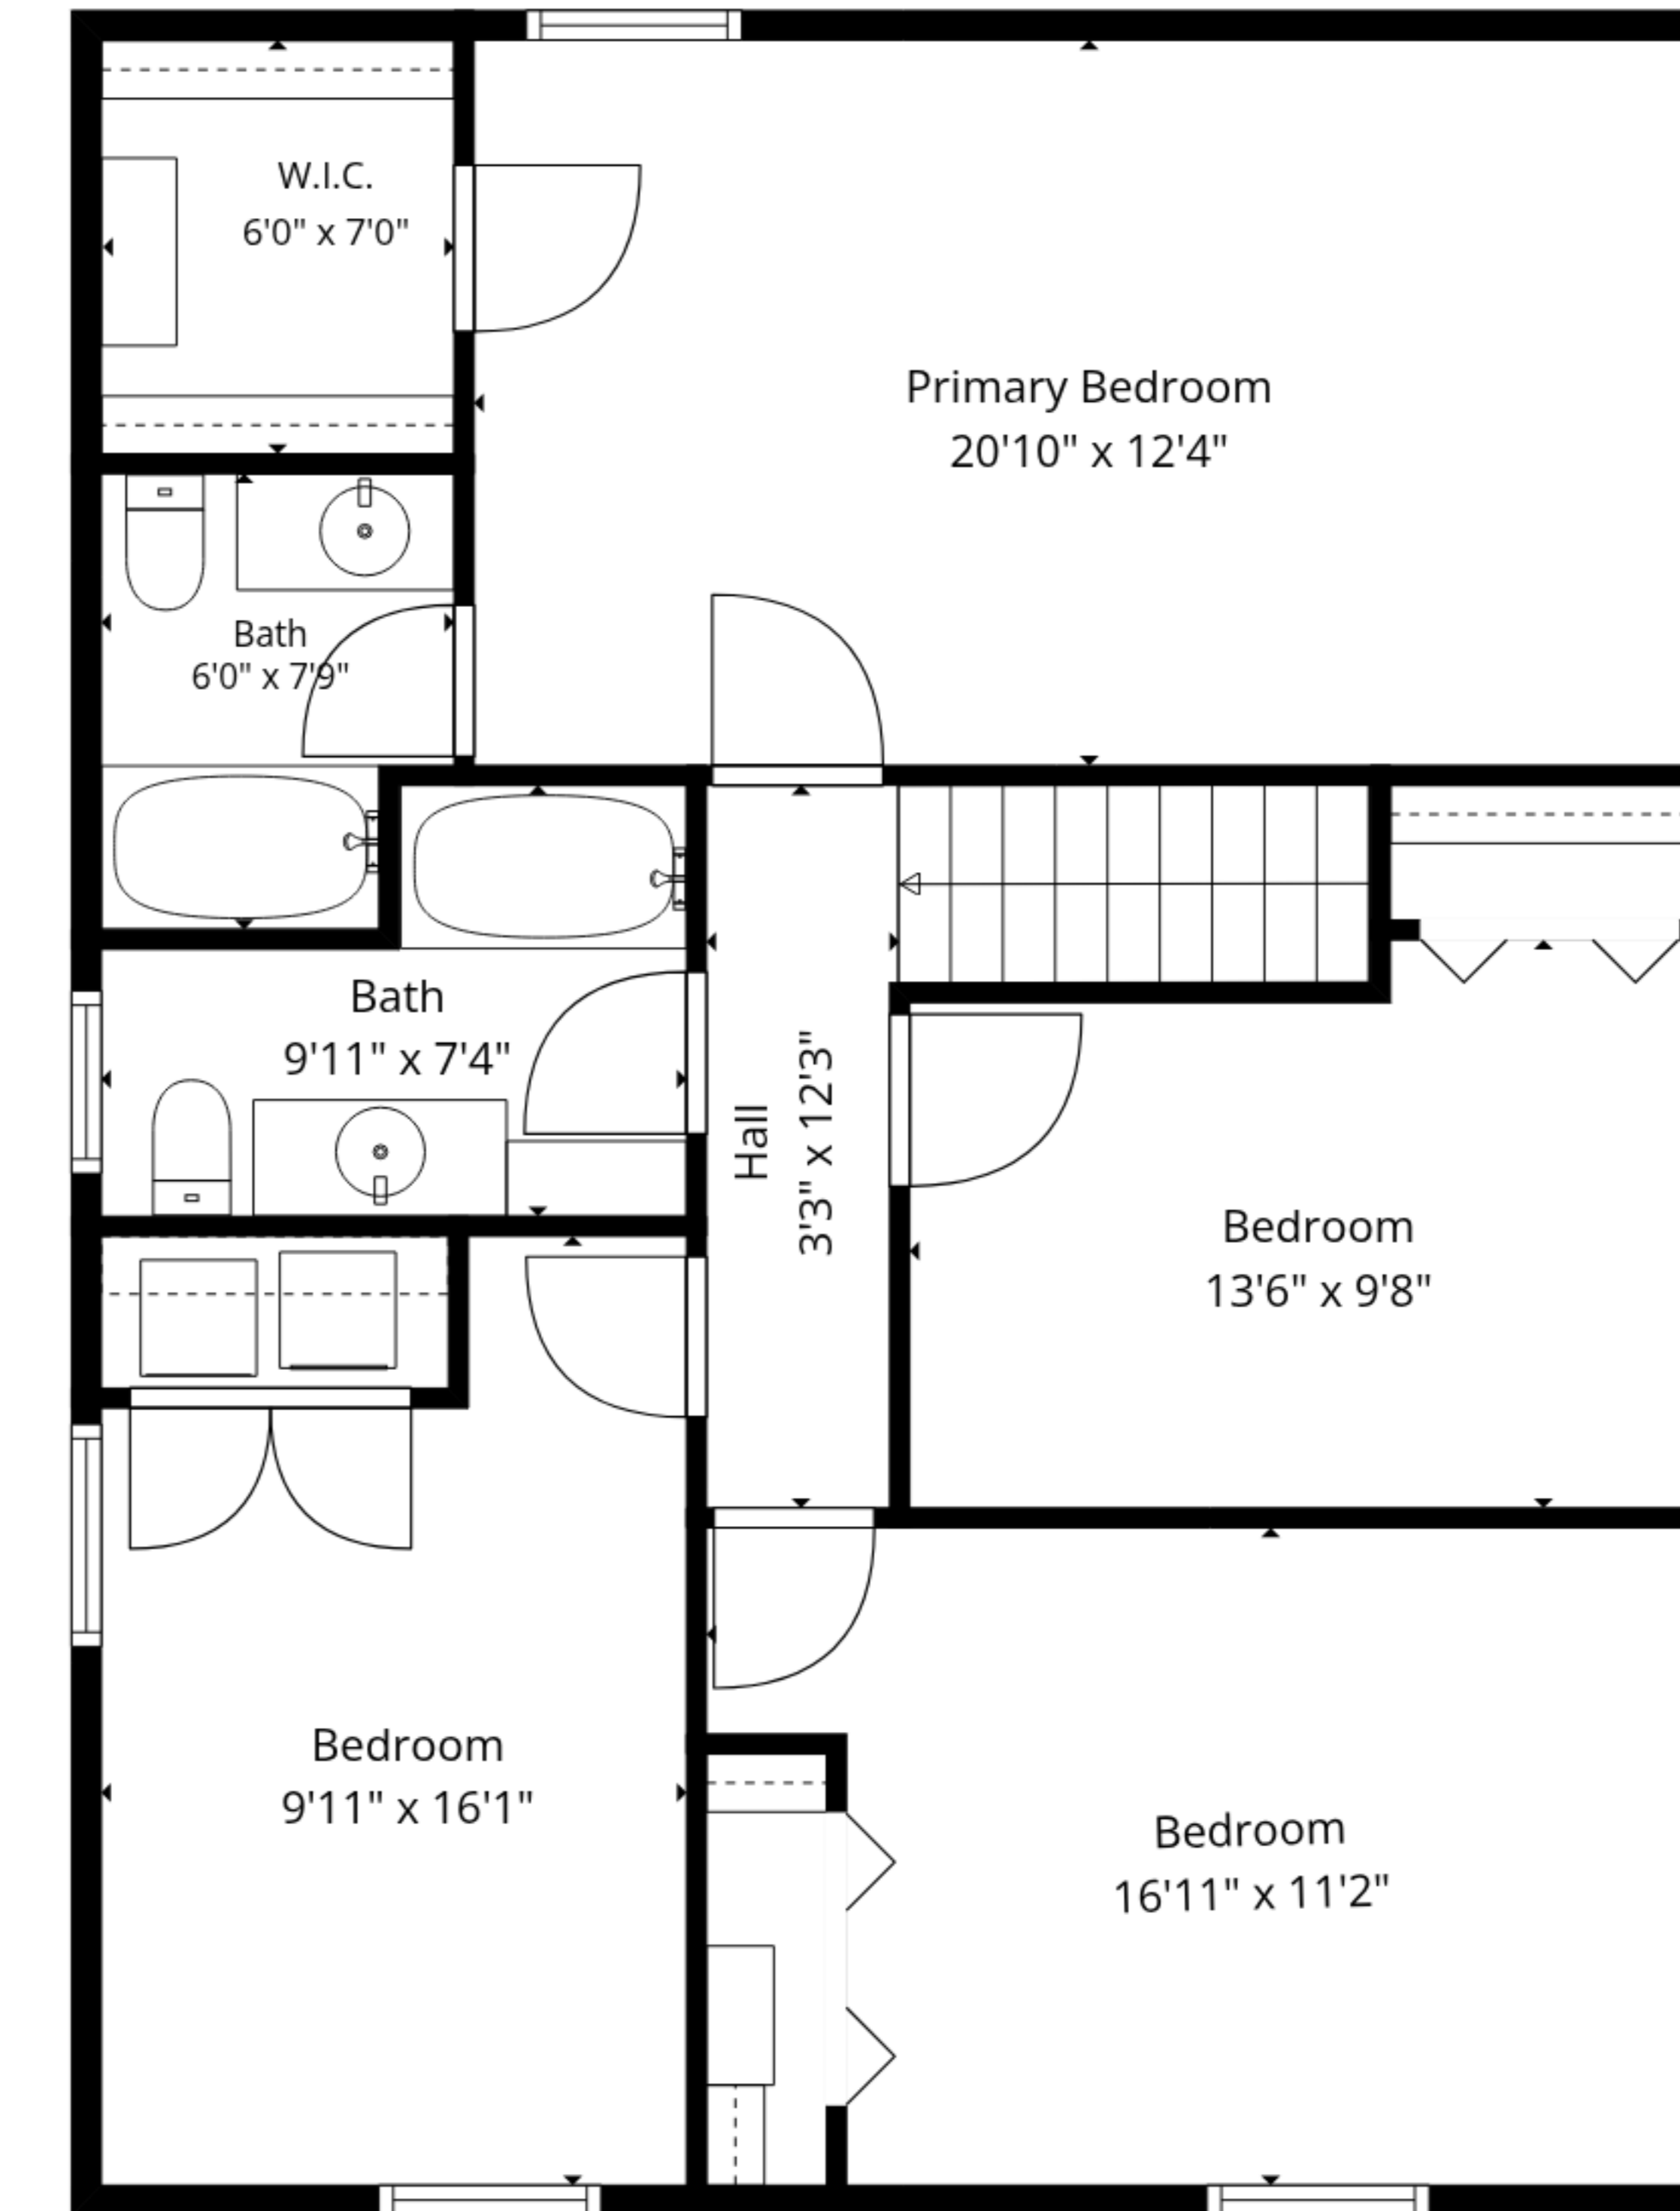 W.I.C.
6'0" x 7'0"
Primary Bedroom
20'10" x 12'4"
Bath
6'0" x 7'9"
Bath
9'11" x 7'4"
Hall
3'3" x 12'3"
Bedroom
13'6" x 9'8"
Bedroom
9'11" x 16'1"
Bedroom
16'11" x 11'2"